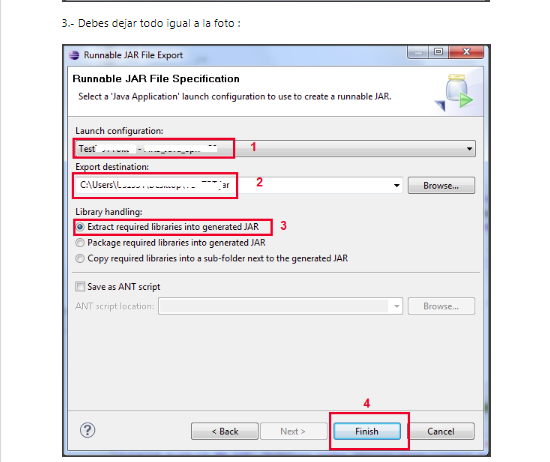 3.- Debes dejar todo igual a la foto :
Runnable JAR File Export
Runnable JAR File Specification
Select a 'Java Application' launch configuration to use to create a runnable JAR.
Launch configuration:
Test
1
Export destination:
C:\Users\
2
Browse...
Library handling:
Extract required libraries into generated JAR
3
Package required libraries into generated JAR
Copy required libraries into a sub-folder next to the generated JAR
Save as ANT script
ANT script location:
Browse...
4
?
< Back
Next >
Finish
Cancel